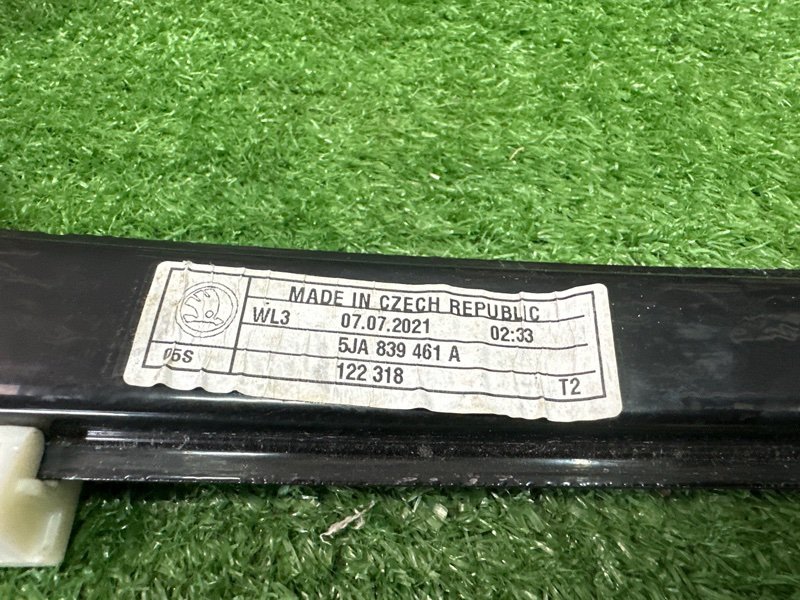 MADE IN CZECH REPUBLIC
WL3 07.07.2021 02:33
5JA 839 461 A
05S 122 318 T2